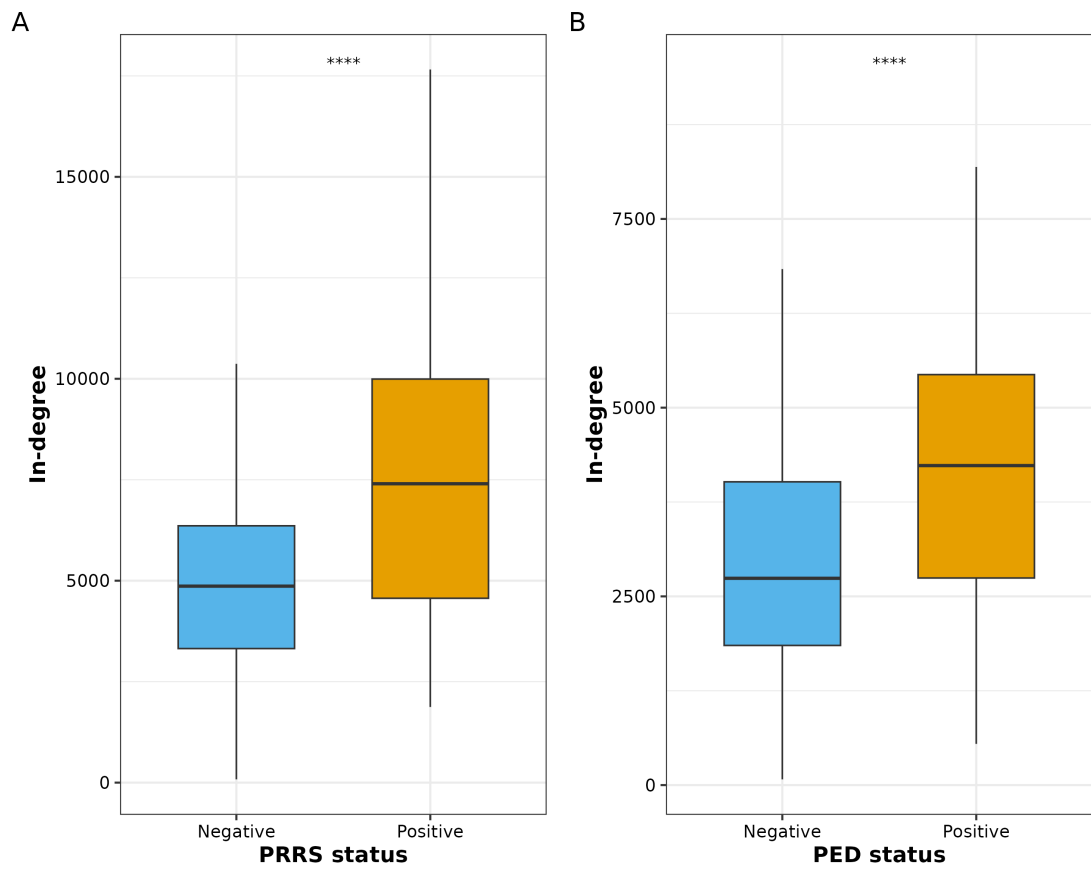 A
****
15000
10000
5000
0
In-degree
Negative
Positive
PRRS status
B
****
7500
5000
2500
0
In-degree
Negative
Positive
PED status